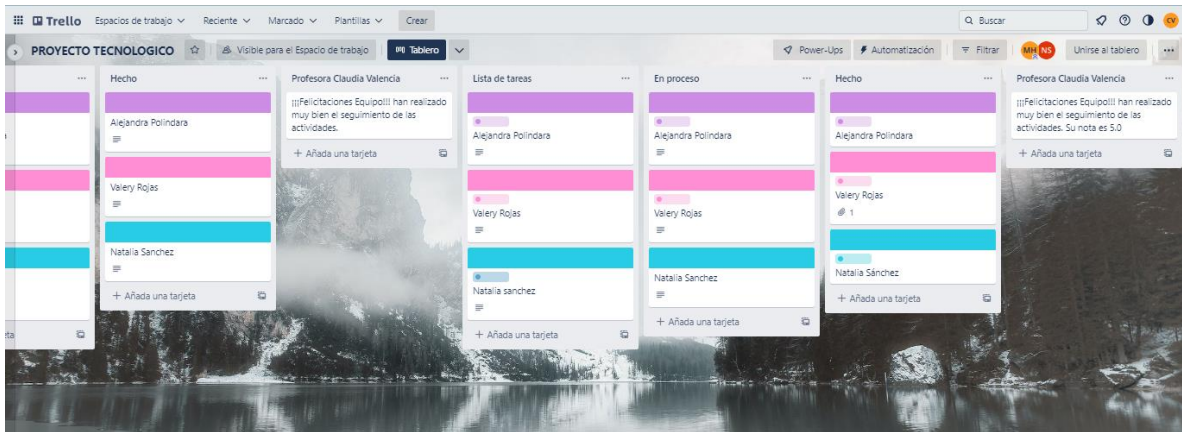 Trello Espacios de trabajo Reciente Marcado Plantillas Crear Buscar CV
PROYECTO TECNOLOGICO Visible para el Espacio de trabajo Tablero Power-Ups Automatización Filtrar MH NS Unirse al tablero
Hecho
Alejandra Polindara
Valery Rojas
Natalia Sanchez
+ Añada una tarjeta
Profesora Claudia Valencia
¡¡¡Felicitaciones Equipo!!! han realizado
muy bien el seguimiento de las
actividades.
+ Añada una tarjeta
Lista de tareas
Alejandra Polindara
Valery Rojas
Natalia sanchez
+ Añada una tarjeta
En proceso
Alejandra Polindara
Valery Rojas
Natalia Sanchez
+ Añada una tarjeta
Hecho
Alejandra Polindara
Valery Rojas
1
Natalia Sánchez
+ Añada una tarjeta
Profesora Claudia Valencia
¡¡¡Felicitaciones Equipo!!! han realizado
muy bien el seguimiento de las
actividades. Su nota es 5.0
+ Añada una tarjeta